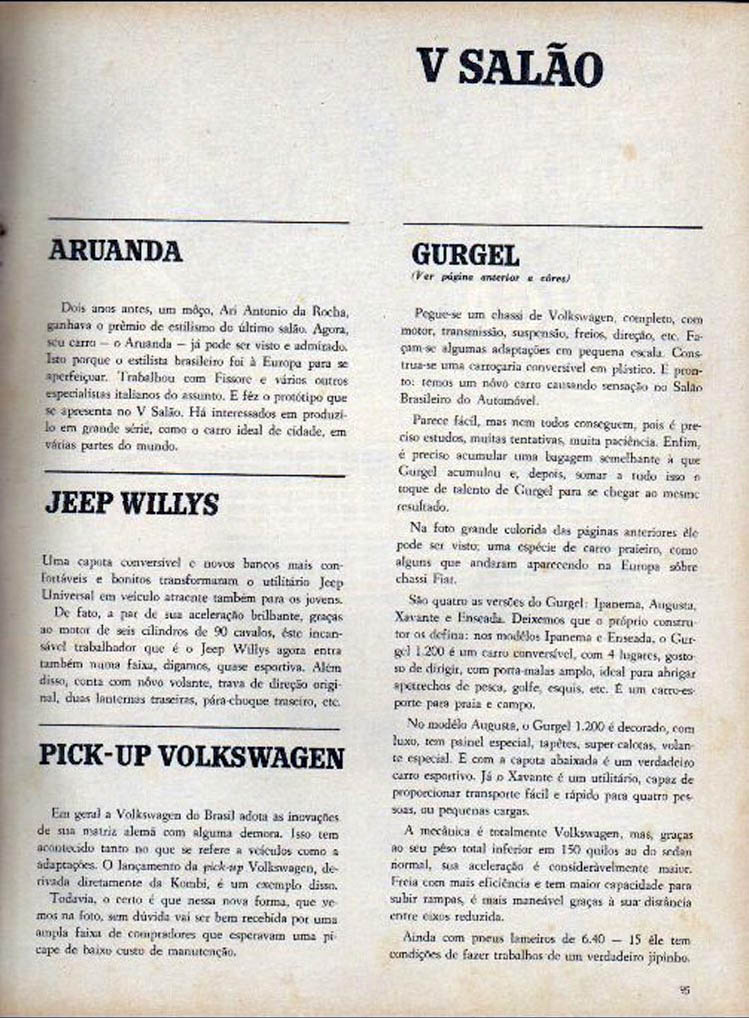 V SALÃO
ARUANDA
Dois anos antes, um môço, Ari Antonio da Rocha,
ganhava o prêmio de estilismo do último salão. Agora,
seu carro — o Aruanda — já pode ser visto e admirado.
Isto porque o estilista brasileiro foi à Europa para se
aperfeiçoar. Trabalhou com Fissore e vários outros
especialistas italianos do assunto. E fêz o protótipo que
se apresenta no V Salão. Há interessados em produzi-
lo em grande série, como o carro ideal de cidade, em
várias partes do mundo.
JEEP WILLYS
Uma capota conversível e novos bancos mais con-
fortáveis e bonitos transformaram o utilitário Jeep
Universal em veículo atraente também para os jovens.
De fato, a par de sua aceleração brilhante, graças
ao motor de seis cilindros de 90 cavalos, êste incan-
sável trabalhador que é o Jeep Willys agora entra
também numa faixa, digamos, quase esportiva. Além
disso, conta com nôvo volante, trava de direção origi-
nal, duas lanternas traseiras, pára-choque traseiro, etc.
PICK-UP VOLKSWAGEN
Em geral a Volkswagen do Brasil adota as inovações
de sua matriz alemã com alguma demora. Isso tem
acontecido tanto no que se refere a veículos como a
adaptações. O lançamento da pick-up Volkswagen, de-
rivada diretamente da Kombi, é um exemplo disso.
Todavia, o certo é que nessa nova forma, que ve-
mos na foto, sem dúvida vai ser bem recebida por uma
ampla faixa de compradores que esperavam uma pi-
cape de baixo custo de manutenção.
GURGEL
(Ver página anterior a côres)
Pegue-se um chassi de Volkswagen, completo, com
motor, transmissão, suspensão, freios, direção, etc. Fa-
çam-se algumas adaptações em pequena escala. Cons-
trua-se uma carroçaria conversível em plástico. E pron-
to: temos um nôvo carro causando sensação no Salão
Brasileiro do Automóvel.
Parece fácil, mas nem todos conseguem, pois é pre-
ciso estudos, muitas tentativas, muita paciência. Enfim,
é preciso acumular uma bagagem semelhante à que
Gurgel acumulou e, depois, somar a tudo isso o
toque de talento de Gurgel para se chegar ao mesmo
resultado.
Na foto grande colorida das páginas anteriores êle
pode ser visto; uma espécie de carro praieiro, como
alguns que andaram aparecendo na Europa sôbre
chassi Fiat.
São quatro as versões do Gurgel: Ipanema, Augusta,
Xavante e Enseada. Deixemos que o próprio constru-
tor os defina: nos modêlos Ipanema e Enseada, o Gur-
gel 1.200 é um carro conversível, com 4 lugares, gosto-
so de dirigir, com porta-malas amplo, ideal para abrigar
apetrechos de pesca, golfe, esquis, etc. É um carro-es-
porte para praia e campo.
No modêlo Augusta, o Gurgel 1.200 é decorado, com
luxo, tem painel especial, tapêtes, super-calotas, volan-
te especial. E com a capota abaixada é um verdadeiro
carro esportivo. Já o Xavante é um utilitário, capaz de
proporcionar transporte fácil e rápido para quatro pes-
soas, ou pequenas cargas.
A mecânica é totalmente Volkswagen, mas, graças
ao seu pêso total inferior em 150 quilos ao do sedan
normal, sua aceleração é consideràvelmente maior.
Freia com mais eficiência e tem maior capacidade para
subir rampas, é mais maneável graças à sua distância
entre eixos reduzida.
Ainda com pneus lameiros de 6.40 — 15 êle tem
condições de fazer trabalhos de um verdadeiro jipinho.
95